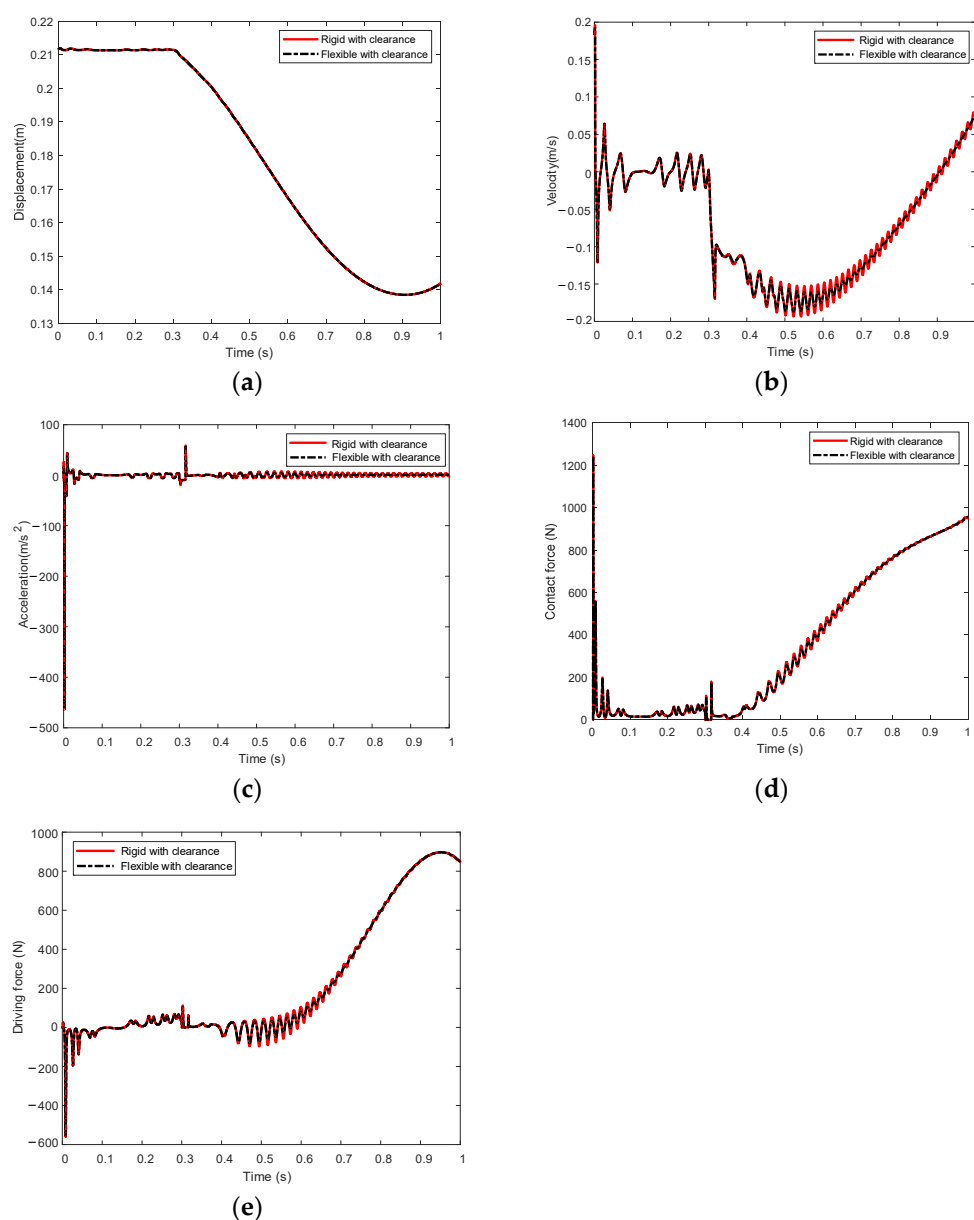 0.22
0.21
0.2
0.19
0.18
0.17
0.16
0.15
0.14
0.13
Displacement(m)
Rigid with clearance
Flexible with clearance
0 0.1 0.2 0.3 0.4 0.5 0.6 0.7 0.8 0.9 1
Time (s)
(a)
0.2
0.15
0.1
0.05
0
−0.05
−0.1
−0.15
−0.2
Velocity(m/s)
Rigid with clearance
Flexible with clearance
0 0.1 0.2 0.3 0.4 0.5 0.6 0.7 0.8 0.9
Time (s)
(b)
100
0
−100
−200
−300
−400
−500
Acceleration(m/s²)
Rigid with clearance
Flexible with clearance
0 0.1 0.2 0.3 0.4 0.5 0.6 0.7 0.8 0.9 1
Time (s)
(c)
1400
1200
1000
800
600
400
200
0
Contact force (N)
Rigid with clearance
Flexible with clearance
0 0.1 0.2 0.3 0.4 0.5 0.6 0.7 0.8 0.9 1
Time (s)
(d)
1000
800
600
400
200
0
−200
−400
−600
Driving force (N)
Rigid with clearance
Flexible with clearance
0 0.1 0.2 0.3 0.4 0.5 0.6 0.7 0.8 0.9 1
Time (s)
(e)